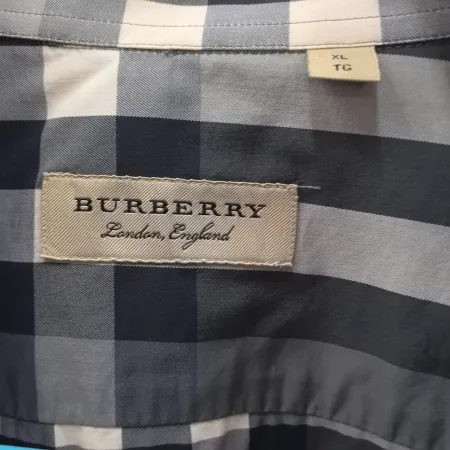 XL
TG
BURBERRY
London, England